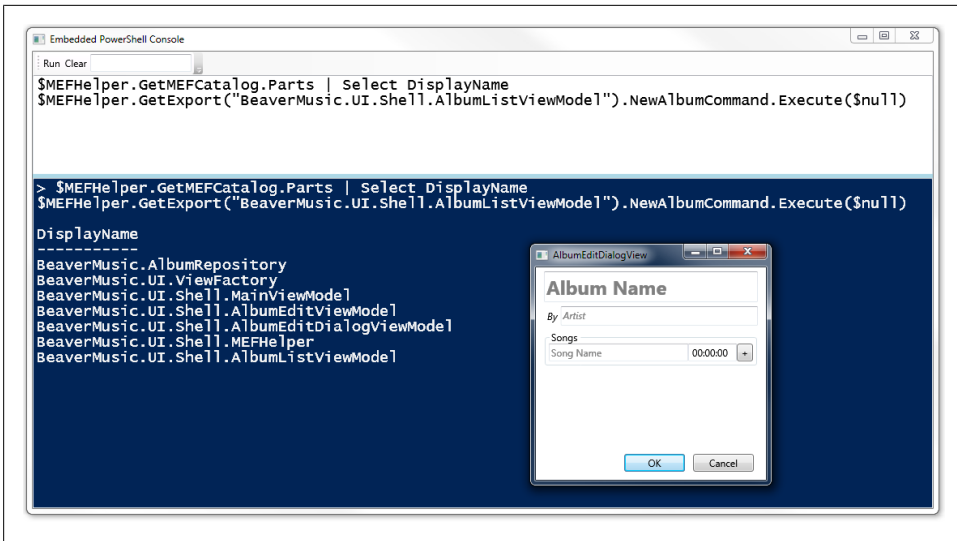 Embedded PowerShell Console
Run Clear
$MEFHelper.GetMEFCatalog.Parts | Select DisplayName
$MEFHelper.GetExport("BeaverMusic.UI.Shell.AlbumListViewModel").NewAlbumCommand.Execute($null)
> $MEFHelper.GetMEFCatalog.Parts | Select DisplayName
$MEFHelper.GetExport("BeaverMusic.UI.Shell.AlbumListViewModel").NewAlbumCommand.Execute($null)
DisplayName
-----------
BeaverMusic.AlbumRepository
BeaverMusic.UI.ViewFactory
BeaverMusic.UI.Shell.MainViewModel
BeaverMusic.UI.Shell.AlbumEditViewModel
BeaverMusic.UI.Shell.AlbumEditDialogViewModel
BeaverMusic.UI.Shell.MEFHelper
BeaverMusic.UI.Shell.AlbumListViewModel
AlbumEditDialogView
Album Name
By Artist
Songs
Song Name 00:00:00 +
OK Cancel